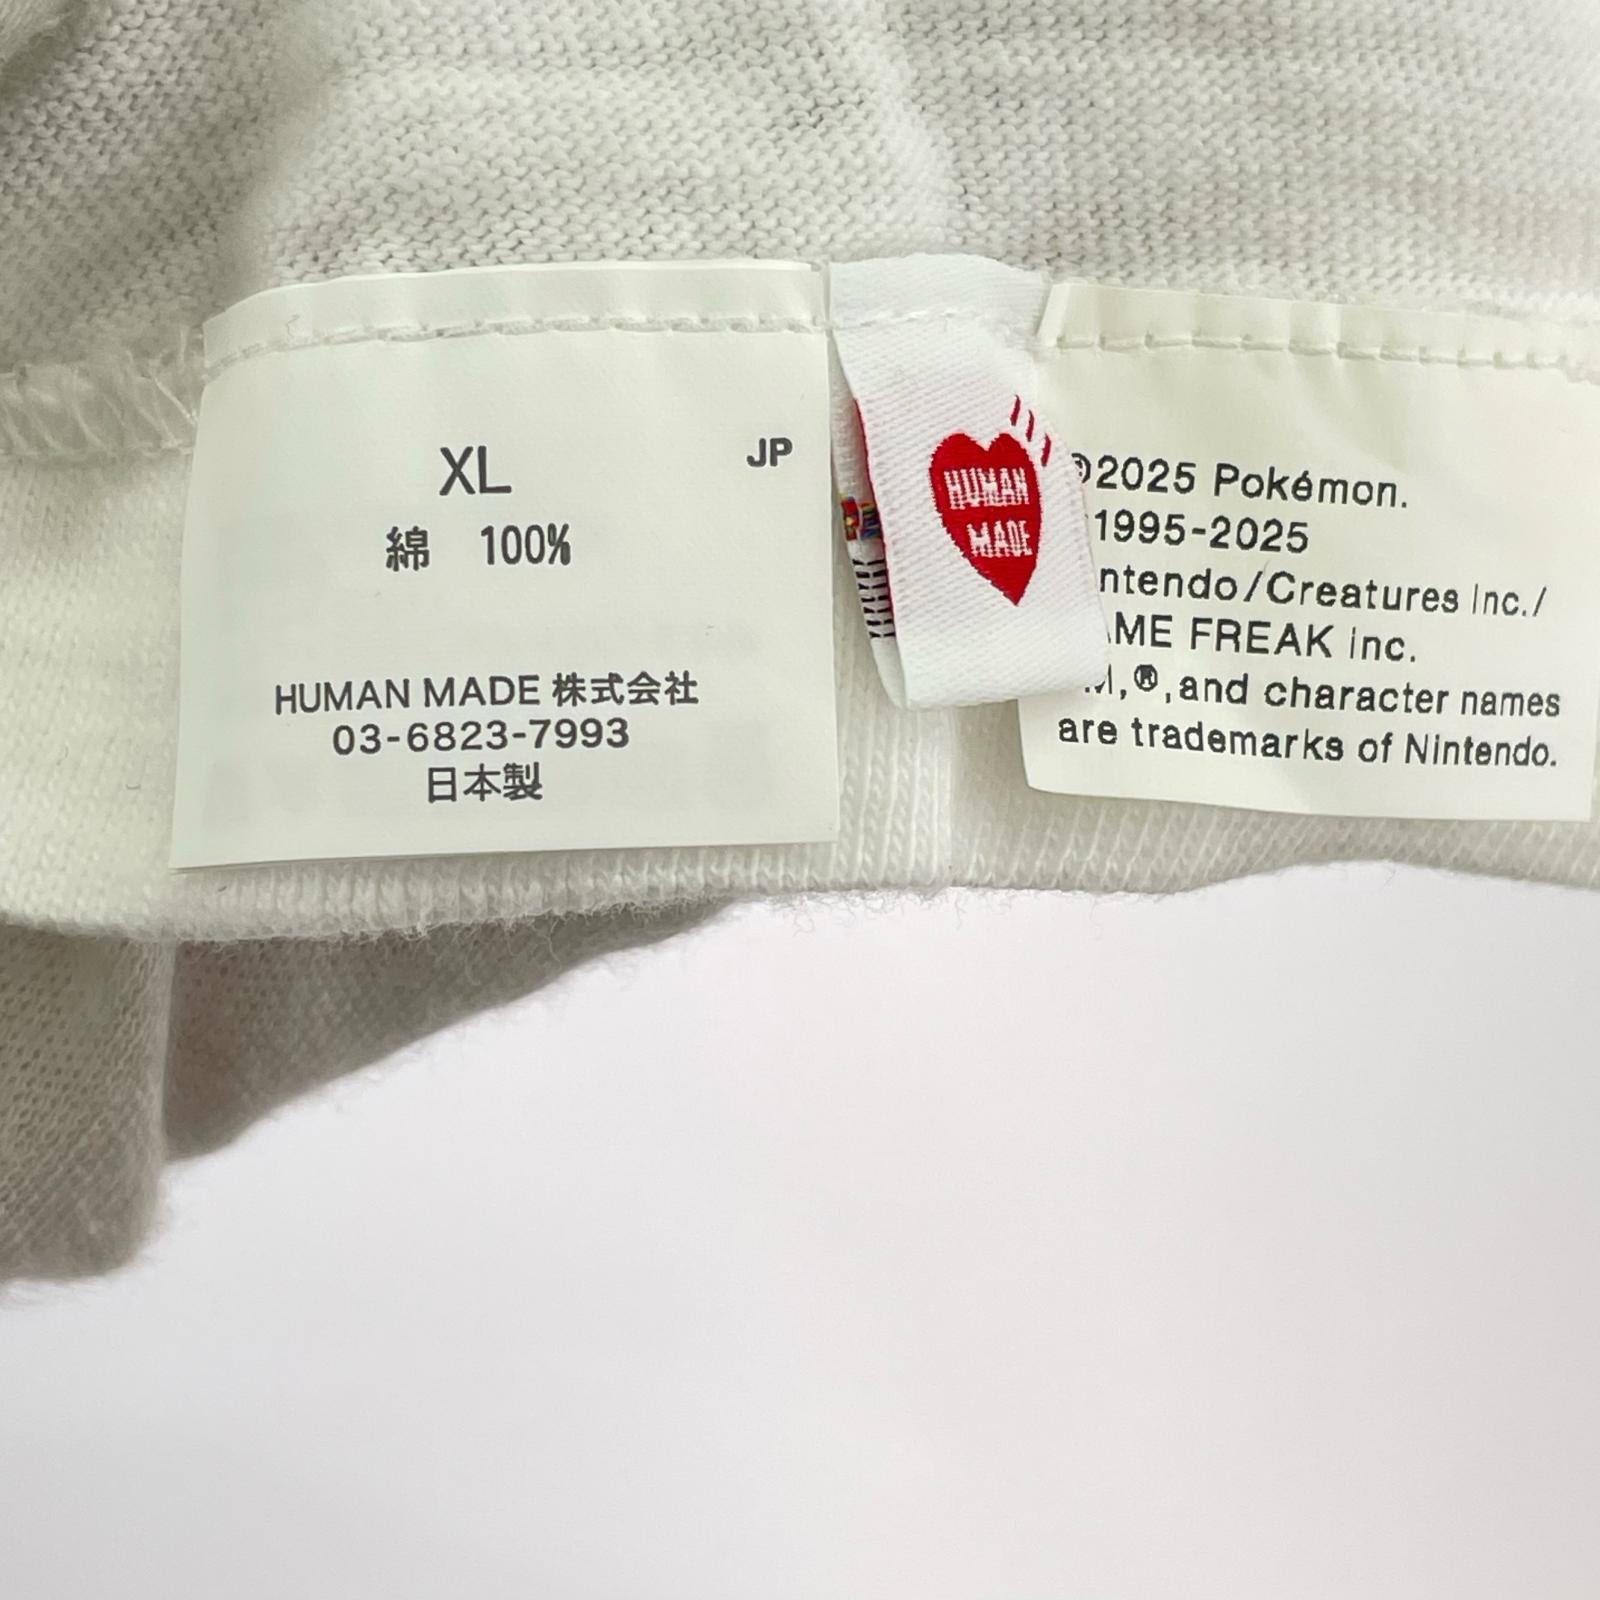 XL
JP
綿 100%
HUMAN MADE 株式会社
03-6823-7993
日本製
HUMAN
MADE
©2025 Pokémon.
1995-2025
ntendo/Creatures Inc./
AME FREAK inc.
M,®,and character names
are trademarks of Nintendo.